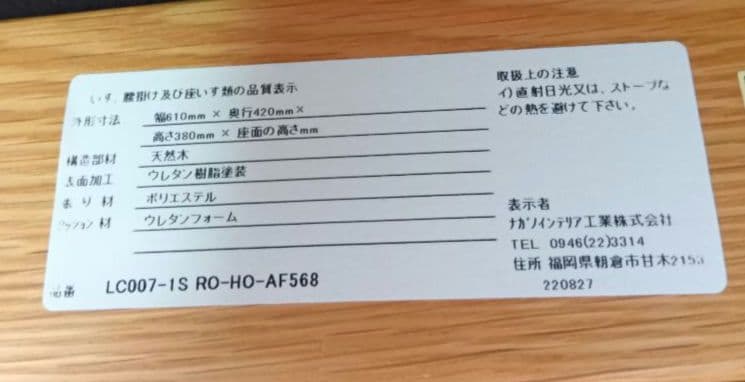 いす、腰掛け及び座いす類の品質表示
外形寸法 幅610mm × 奥行420mm×
高さ380mm × 座面の高さmm
構造部材 天然木
表面加工 ウレタン樹脂塗装
張り材 ポリエステル
クッション材 ウレタンフォーム
品番 LC007-1S RO-HO-AF568
取扱上の注意
イ)直射日光又は、ストーブな
どの熱を避けて下さい。
表示者
ナガノインテリア工業株式会社
TEL 0946(22)3314
住所 福岡県朝倉市甘木2153
220827